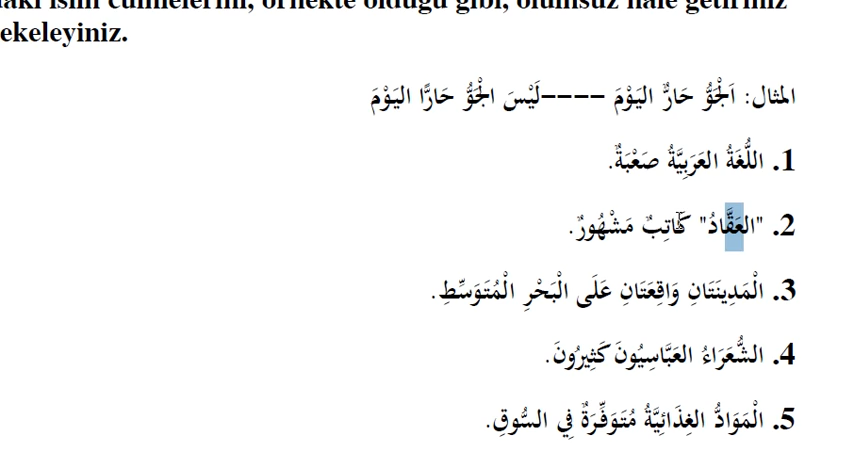 daki isim cümlelerini, örnekte olduğu gibi, olumsuz hale getiriniz
ekeleyiniz.
المثال: اَلْجَوُّ حَارٌّ اليَوْمَ ----لَيْسَ الْجَوُّ حَارًّا اليَوْمَ
1. اللُّغَةُ العَرَبِيَّةُ صَعْبَةٌ.
2. "العَقَّادُ" كَاتِبٌ مَشْهُورٌ.
3. الْمَدِينَتَانِ وَاقِعَتَانِ عَلَى الْبَحْرِ الْمُتَوَسِّطِ.
4. الشُّعَرَاءُ العَبَّاسِيُونَ كَثِيرُونَ.
5. الْمَوَادُّ الغِذَائِيَّةُ مُتَوَفِّرَةٌ فِي السُّوقِ.